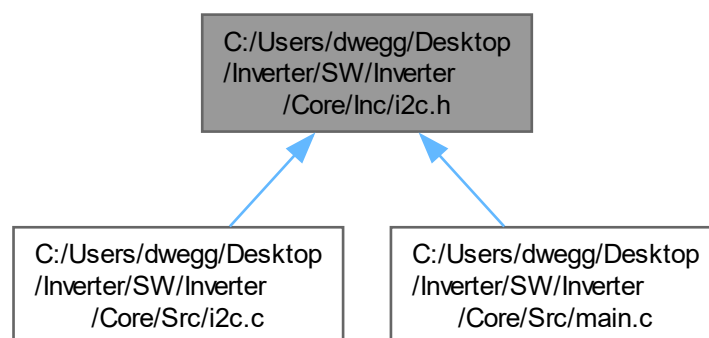 C:/Users/dwegg/Desktop
/Inverter/SW/Inverter
/Core/Inc/i2c.h
C:/Users/dwegg/Desktop
/Inverter/SW/Inverter
/Core/Src/i2c.c
C:/Users/dwegg/Desktop
/Inverter/SW/Inverter
/Core/Src/main.c